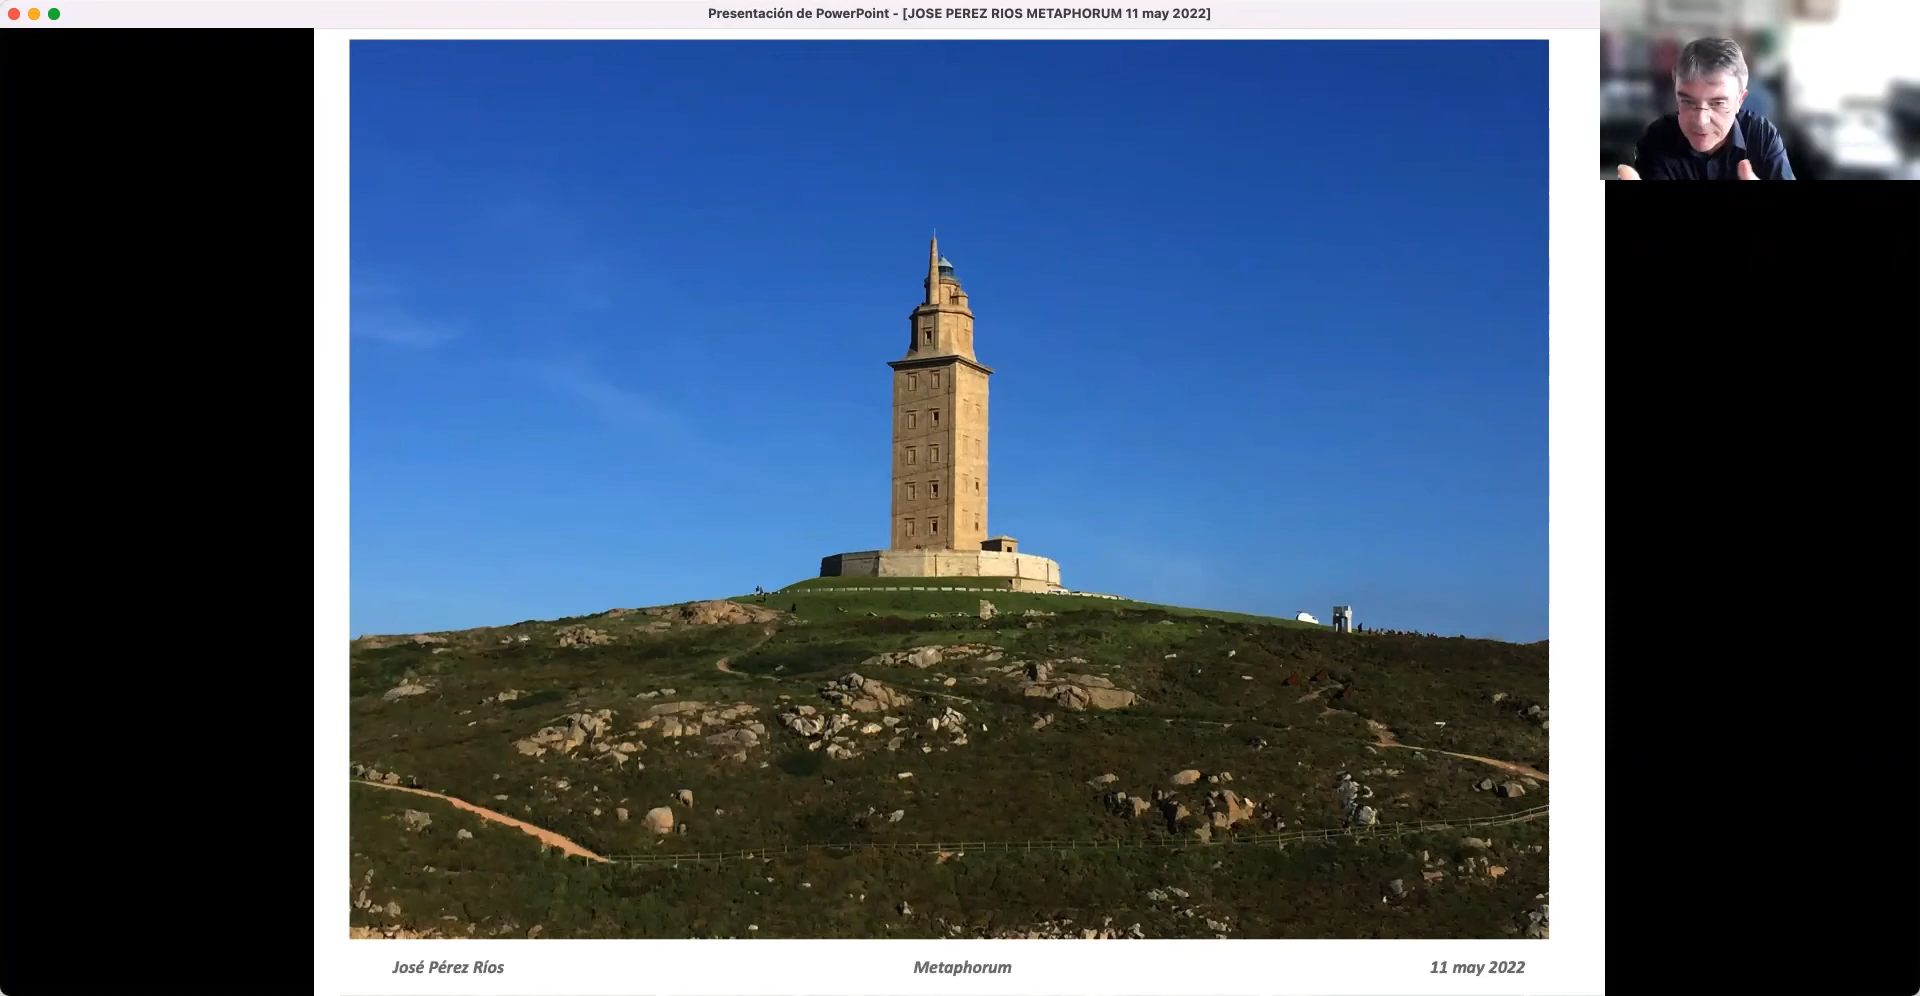 Presentación de PowerPoint - [JOSE PEREZ RIOS METAPHORUM 11 may 2022]
José Pérez Ríos
Metaphorum
11 may 2022